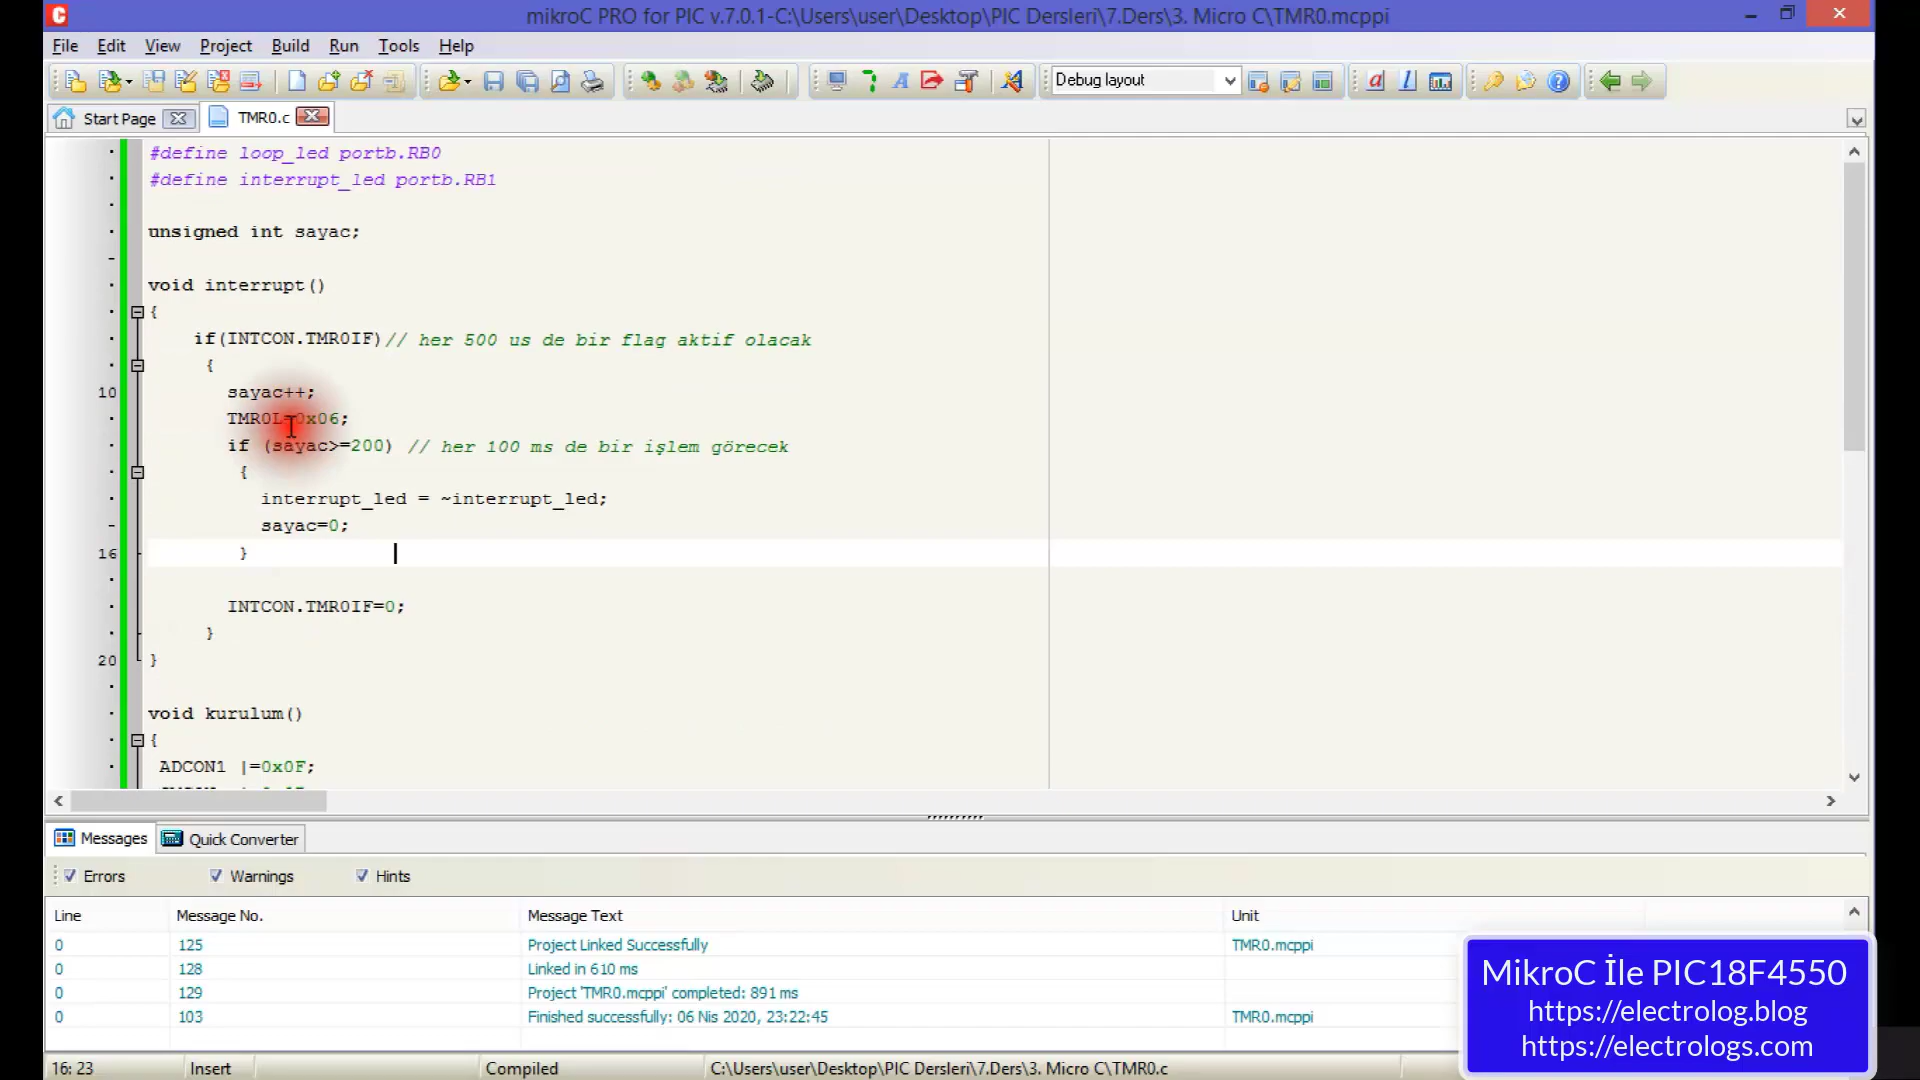 mikroC PRO for PIC v.7.0.1-C:\Users\user\Desktop\PIC Dersleri\7.Ders\3. Micro C\TMR0.mcppi
File Edit View Project Build Run Tools Help
Debug layout
Start Page TMR0.c
#define loop_led portb.RB0
#define interrupt_led portb.RB1
unsigned int sayac;
void interrupt()
{
if(INTCON.TMR0IF)// her 500 us de bir flag aktif olacak
{
10 sayac++;
TMR0L=0x06;
if (sayac>=200) // her 100 ms de bir işlem görecek
{
interrupt_led = ~interrupt_led;
sayac=0;
16 }
INTCON.TMR0IF=0;
}
20 }
void kurulum()
{
ADCON1 |=0x0F;
Messages Quick Converter
Errors Warnings Hints
Line Message No. Message Text Unit
0 125 Project Linked Successfully TMR0.mcppi
0 128 Linked in 610 ms
0 129 Project 'TMR0.mcppi' completed: 891 ms
0 103 Finished successfully: 06 Nis 2020, 23:22:45 TMR0.mcppi
MikroC İle PIC18F4550
https://electrolog.blog
https://electrologs.com
16: 23 Insert Compiled C:\Users\user\Desktop\PIC Dersleri\7.Ders\3. Micro C\TMR0.c